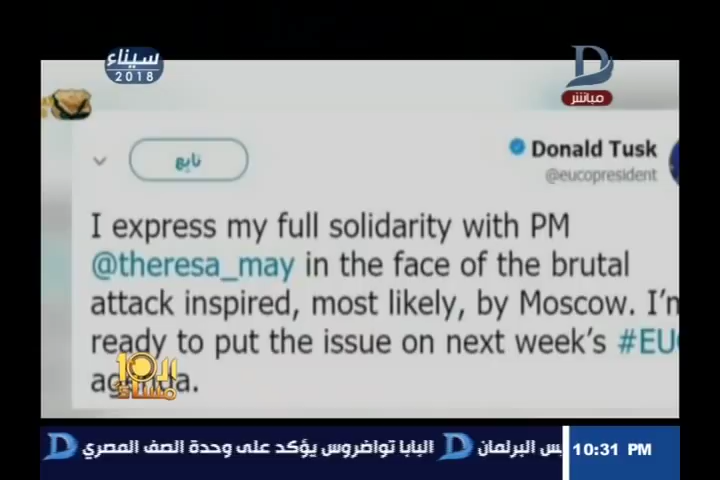 سيناء
2018
مباشر
تابع
Donald Tusk
@eucopresident
I express my full solidarity with PM
@theresa_may in the face of the brutal
attack inspired, most likely, by Moscow. I'm
ready to put the issue on next week's #EUC
agenda.
العاشرة
مساء
يس البرلمان البابا تواضروس يؤكد على وحدة الصف المصري
10:31 PM